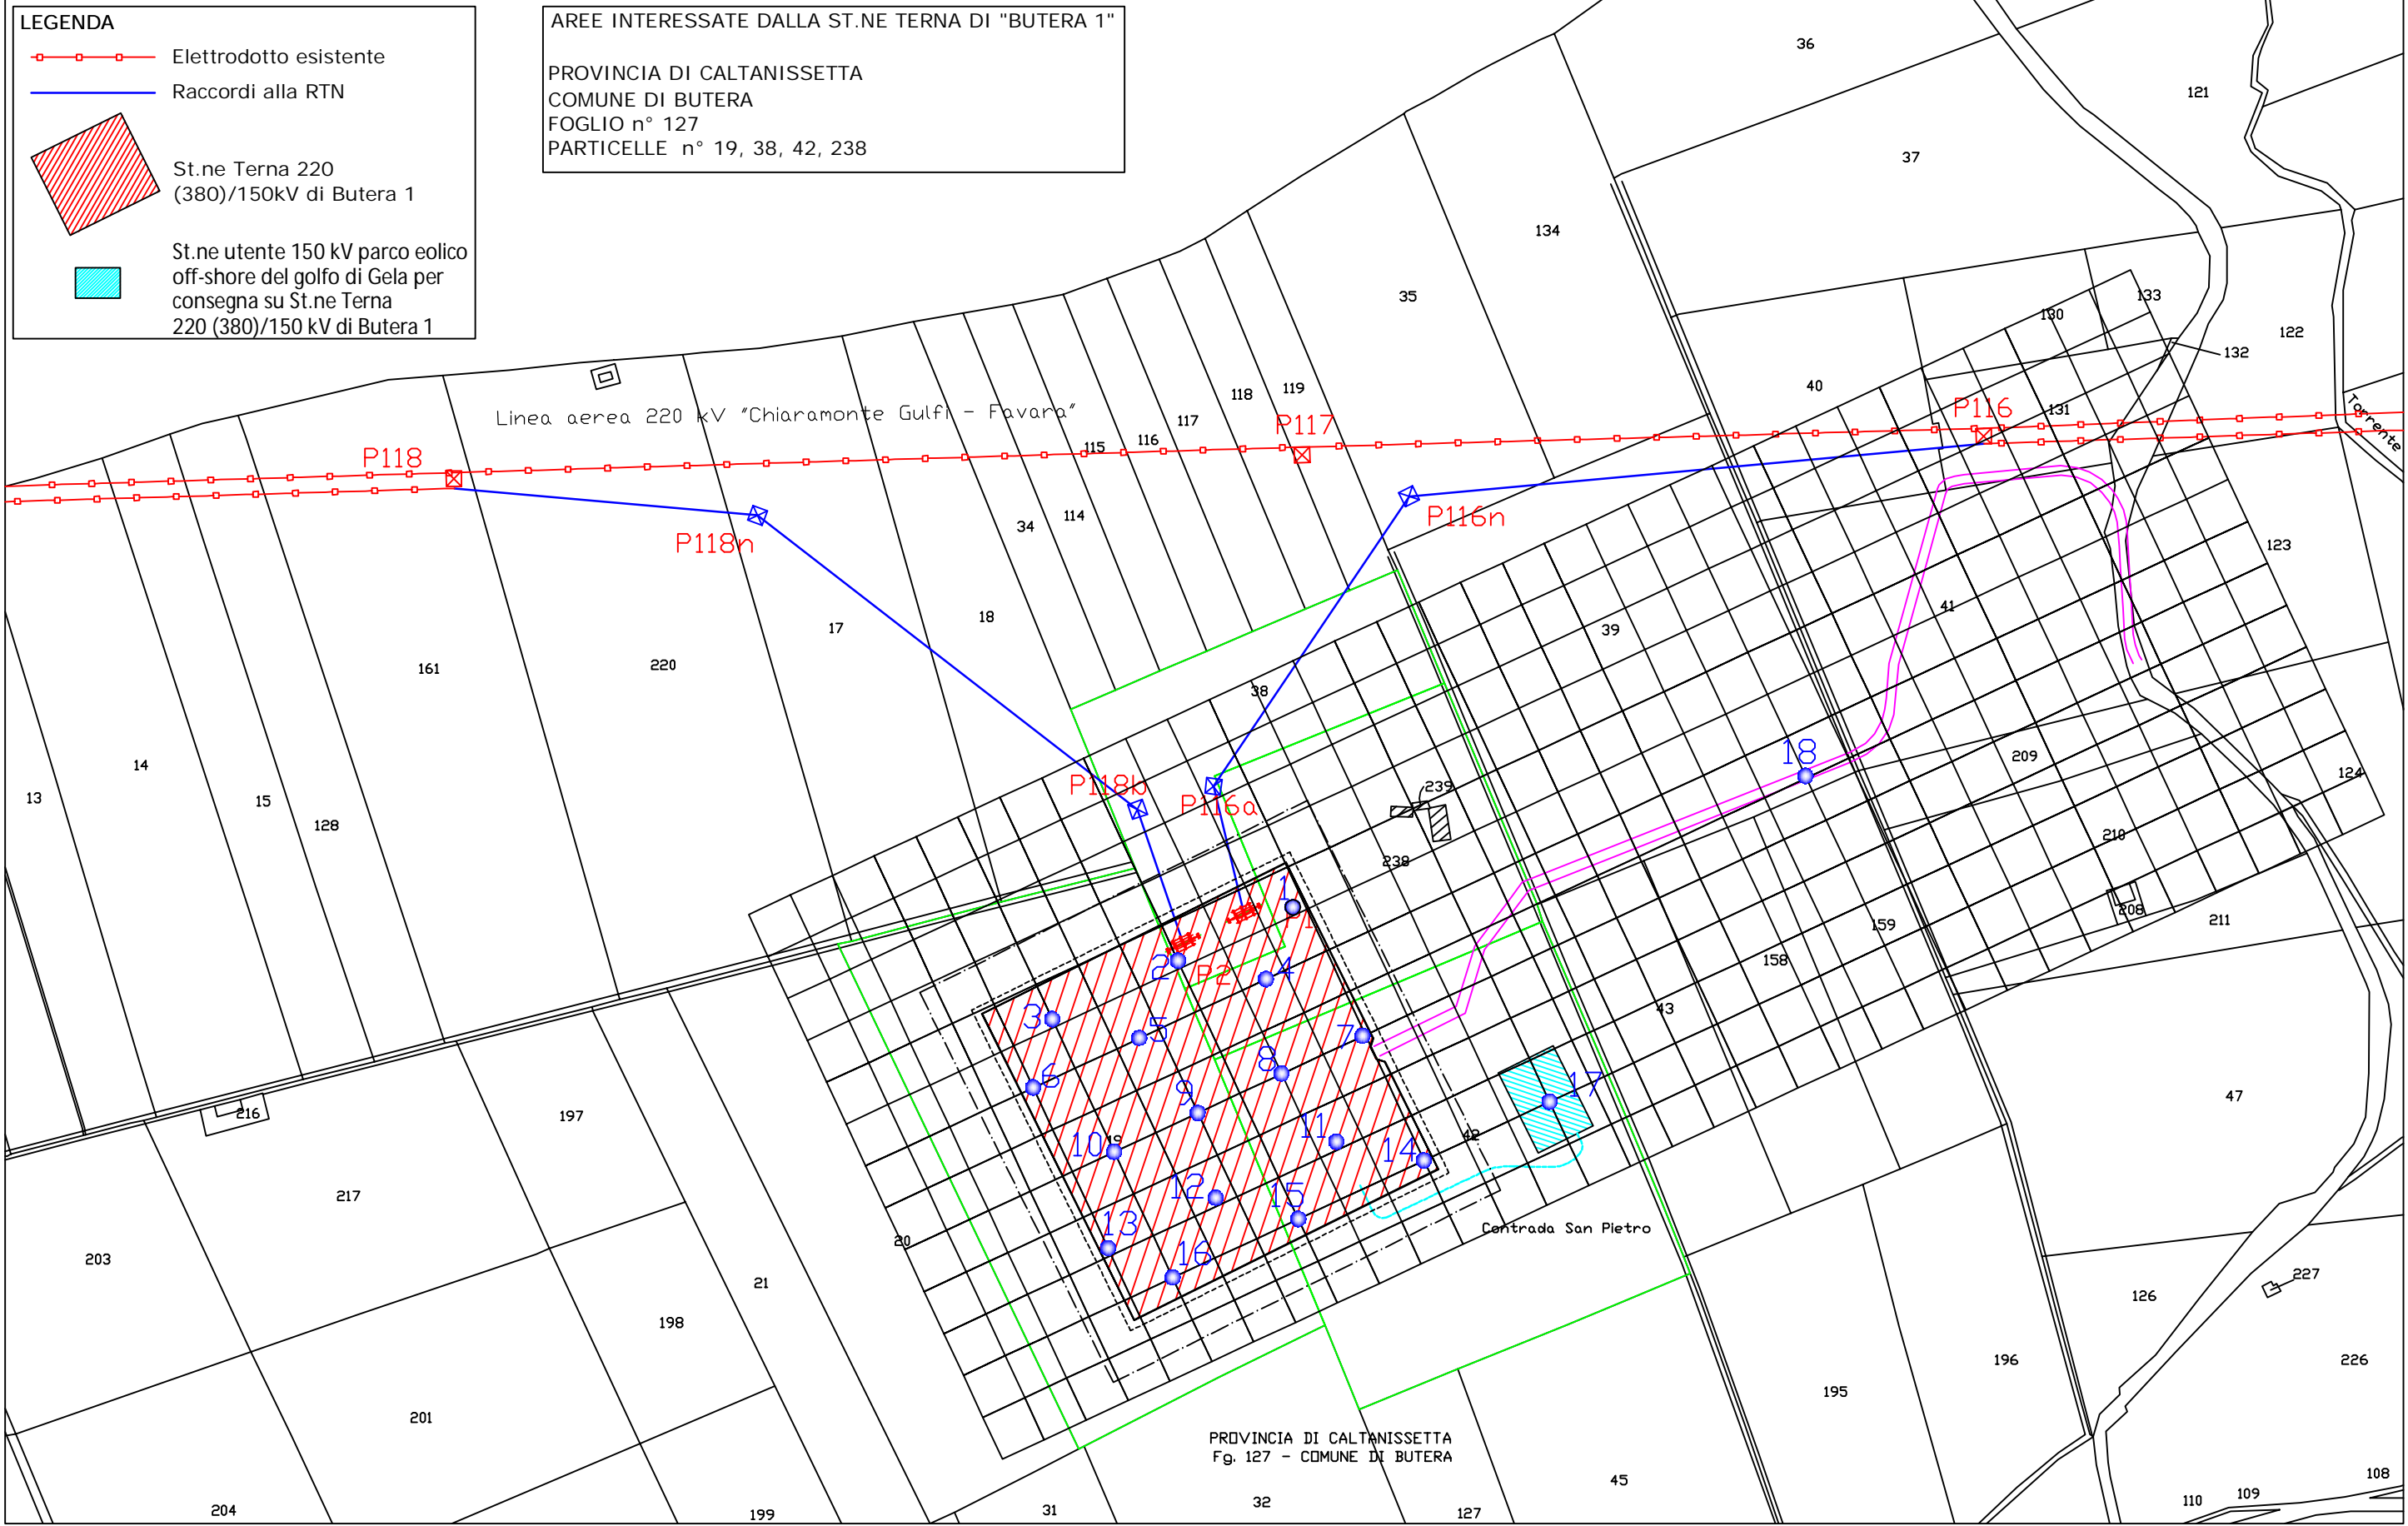 LEGENDA
Elettrodotto esistente
Raccordi alla RTN
St.ne Terna 220
(380)/150kV di Butera 1
St.ne utente 150 kV parco eolico
off-shore del golfo di Gela per
consegna su St.ne Terna
220 (380)/150 kV di Butera 1
AREE INTERESSATE DALLA ST.NE TERNA DI "BUTERA 1"
PROVINCIA DI CALTANISSETTA
COMUNE DI BUTERA
FOGLIO n° 127
PARTICELLE n° 19, 38, 42, 238
36
121
37
134
35
133
130
122
132
40
131
119
118
117
116
115
Linea aerea 220 kV "Chiaramonte Gulfi - Favara"
P118
P117
P116
Torrente
P118n
P116n
34
114
123
18
17
220
161
39
41
38
14
13
15
128
P118b
P116a
239
238
18
209
124
210
208
211
159
158
43
1
P1
2
P2
3
4
5
6
7
8
9
10
19
11
12
13
14
15
16
17
42
47
216
197
217
203
20
21
198
201
204
199
Contrada San Pietro
227
126
226
196
195
PROVINCIA DI CALTANISSETTA
Fg. 127 - COMUNE DI BUTERA
31
32
127
45
110
109
108